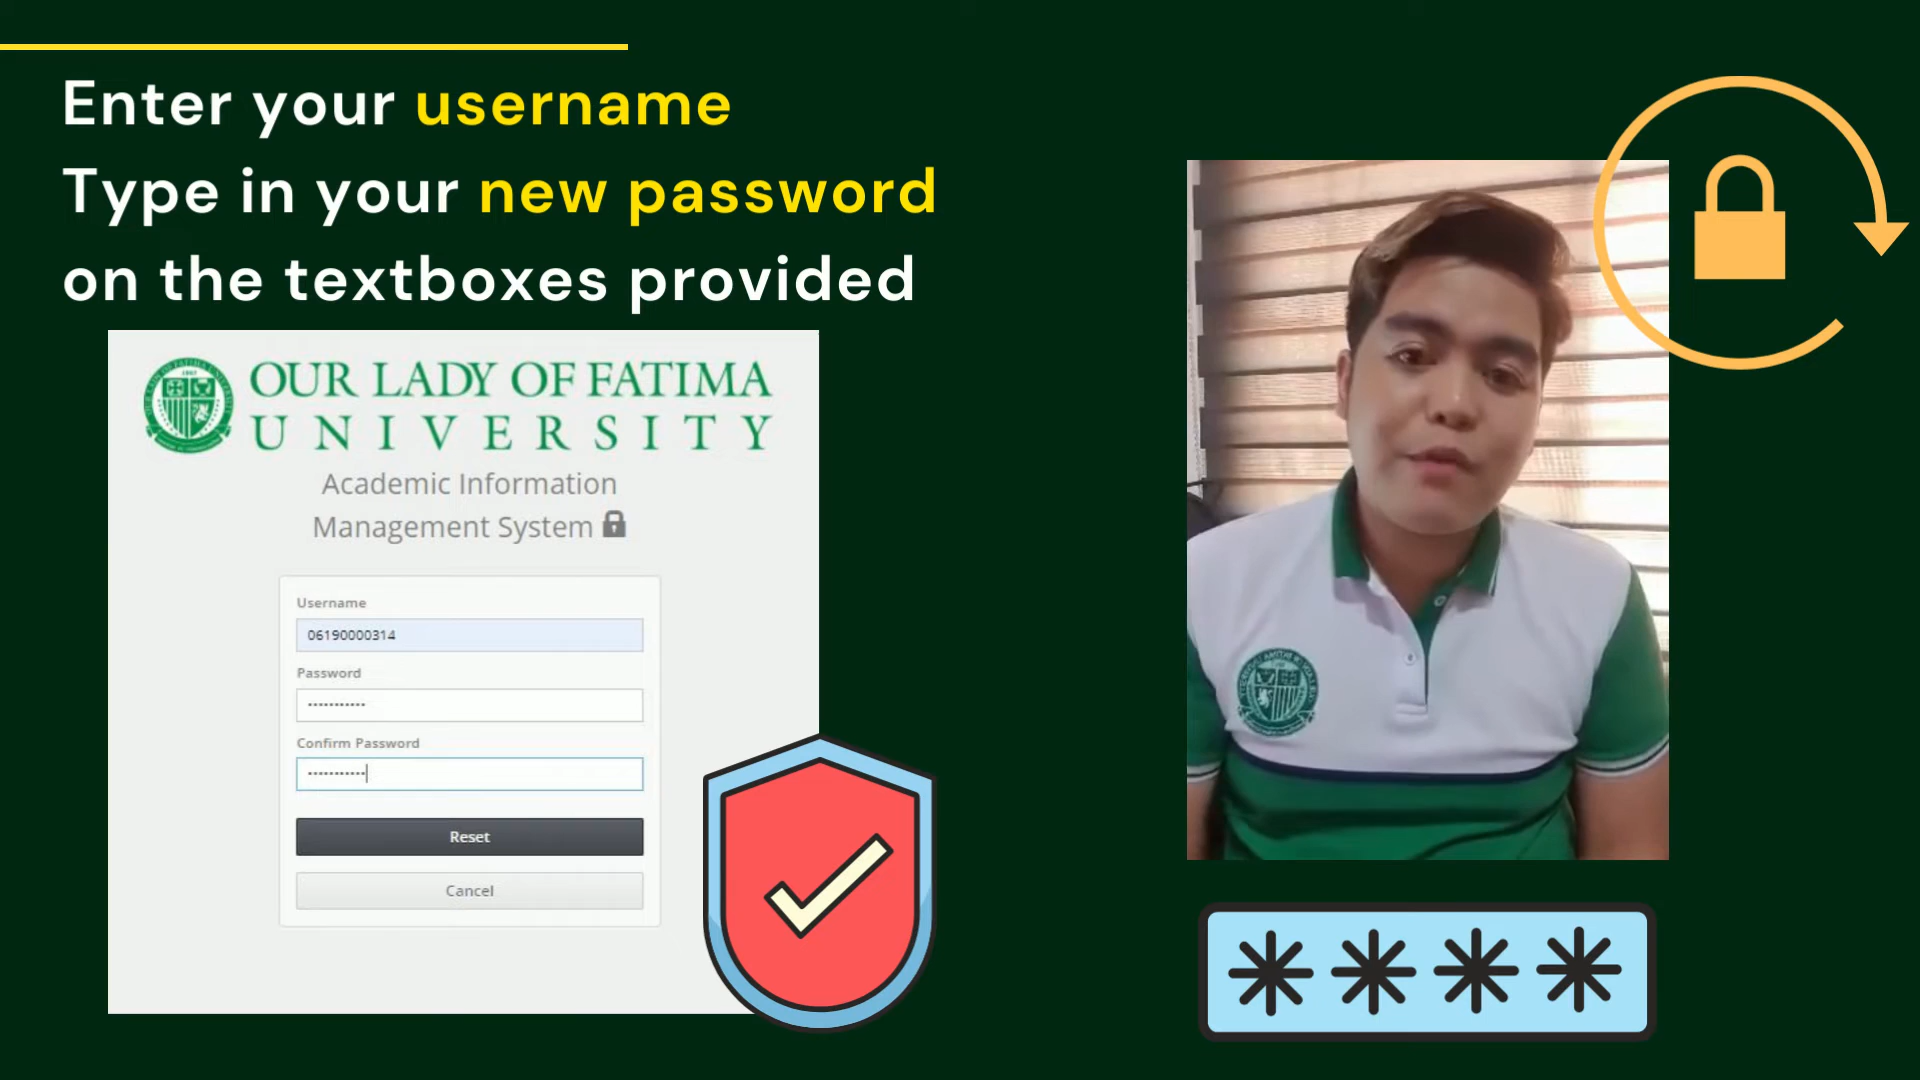 Enter your username
Type in your new password
on the textboxes provided
OUR LADY OF FATIMA
UNIVERSITY
Academic Information
Management System
Username
06190000314
Password
•••••••••••
Confirm Password
•••••••••••
Reset
Cancel
✱✱✱✱